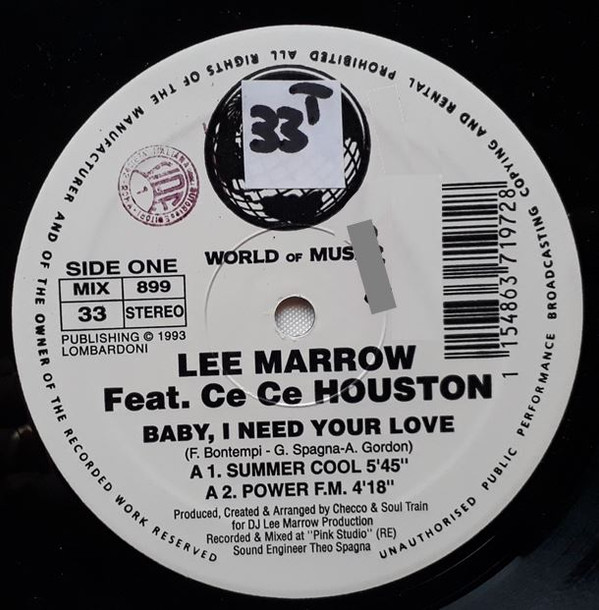 ALL RIGHTS OF THE MANUFACTURER AND OF THE OWNER OF THE RECORDED WORK RESERVED
UNAUTHORISED PUBLIC PERFORMANCE BROADCASTING COPYING AND RENTAL PROHIBITED
33T
WORLD OF MUSIC
SIDE ONE
MIX 899
33 STEREO
PUBLISHING © 1993
LOMBARDONI
1 154863 719728
LEE MARROW
Feat. Ce Ce HOUSTON
BABY, I NEED YOUR LOVE
(F. Bontempi - G. Spagna-A. Gordon)
A 1. SUMMER COOL 5'45"
A 2. POWER F.M. 4'18"
Produced, Created & Arranged by Checco & Soul Train
for DJ Lee Marrow Production
Recorded & Mixed at "Pink Studio" (RE)
Sound Engineer Theo Spagna